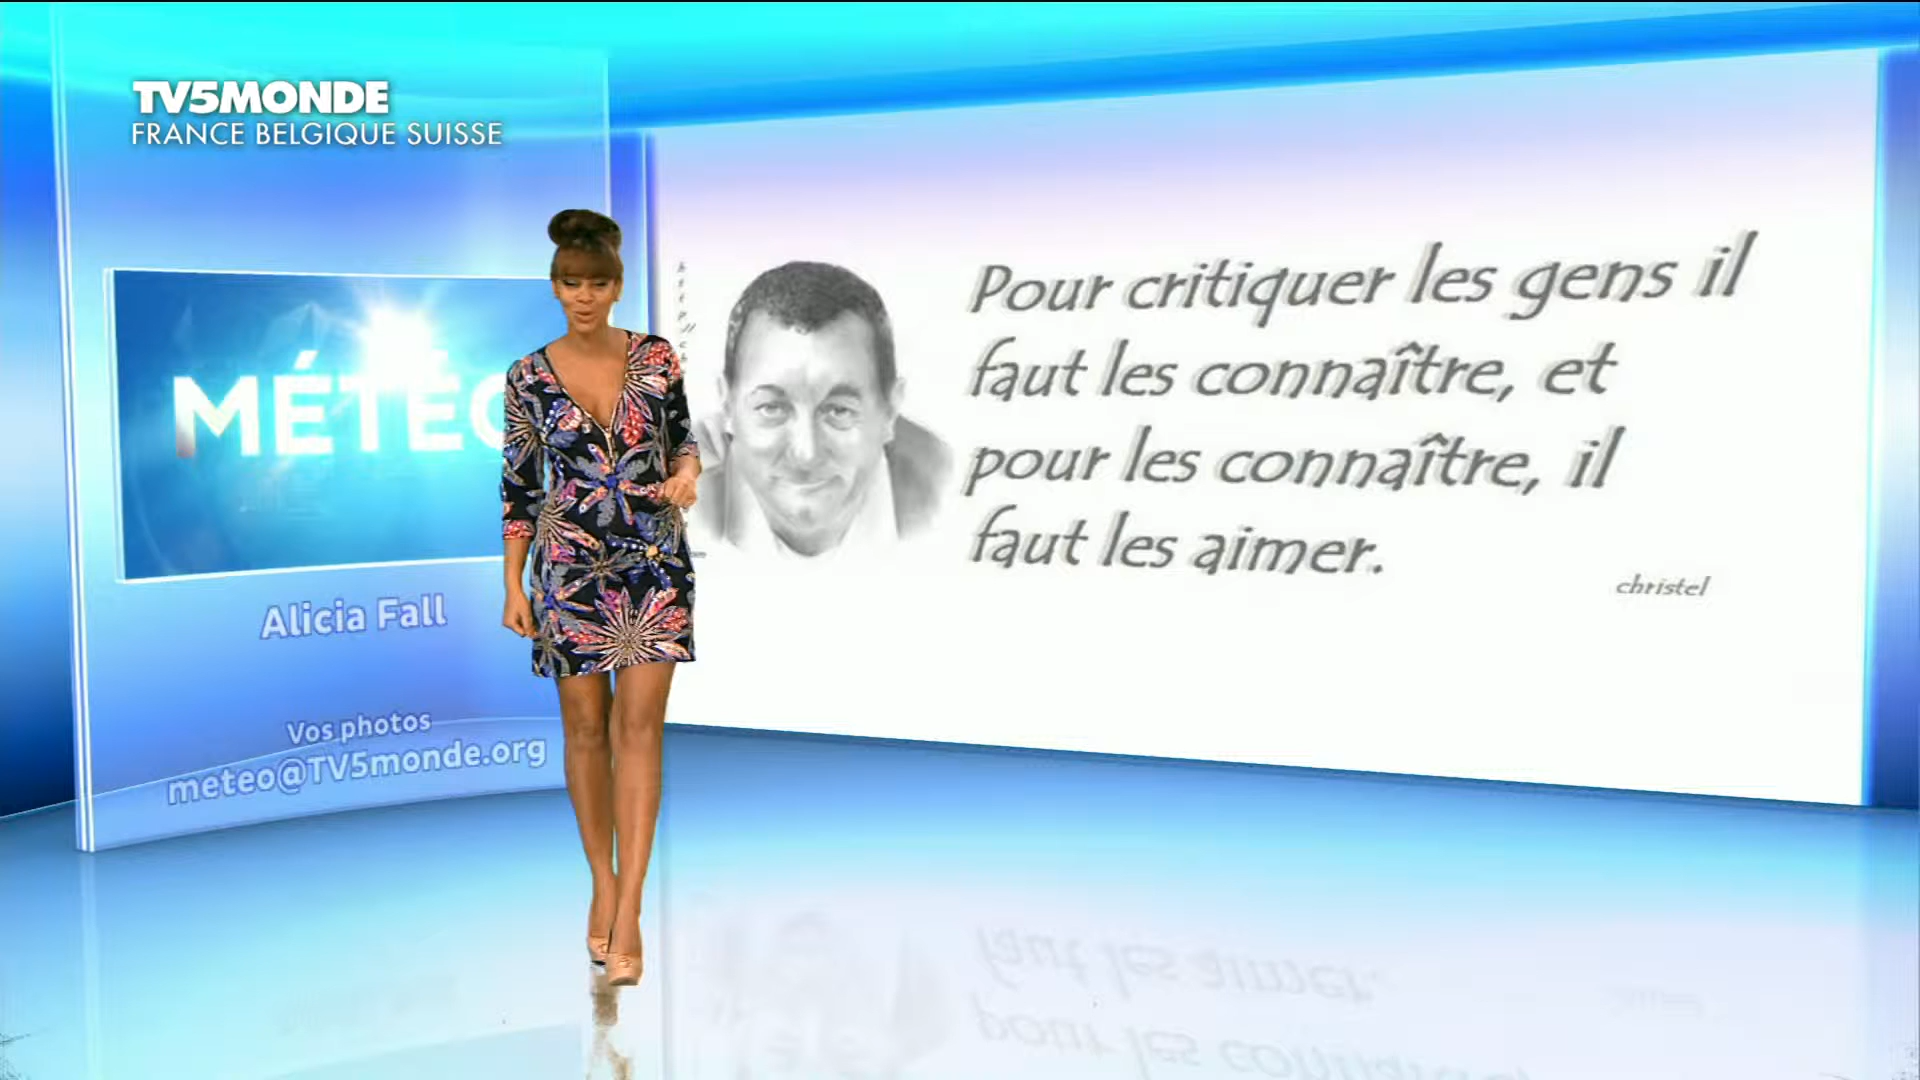 TV5MONDE
FRANCE BELGIQUE SUISSE
MÉTÉO
Alicia Fall
Vos photos
meteo@TV5monde.org
Pour critiquer les gens il
faut les connaître, et
pour les connaître, il
faut les aimer.
christel